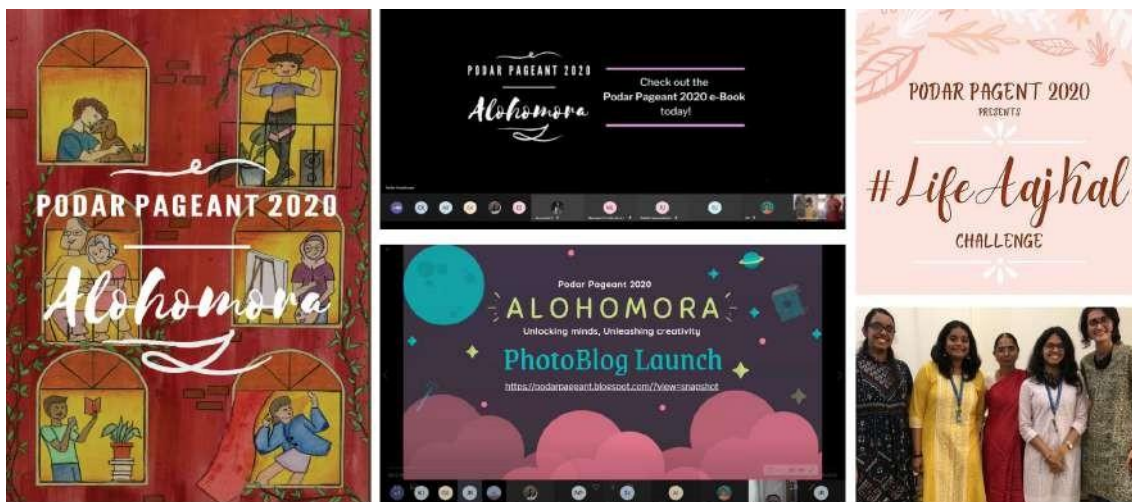 PODAR PAGEANT 2020
Alohomora
PODAR PAGEANT 2020
Alohomora
Check out the
Podar Pageant 2020 e-Book
today!
Podar Pageant 2020
ALOHOMORA
Unlocking minds, Unleashing creativity
PhotoBlog Launch
https://podarpageant.blogspot.com/?view=snapshot
PODAR PAGENT 2020
PRESENTS
#LifeAajKal
CHALLENGE